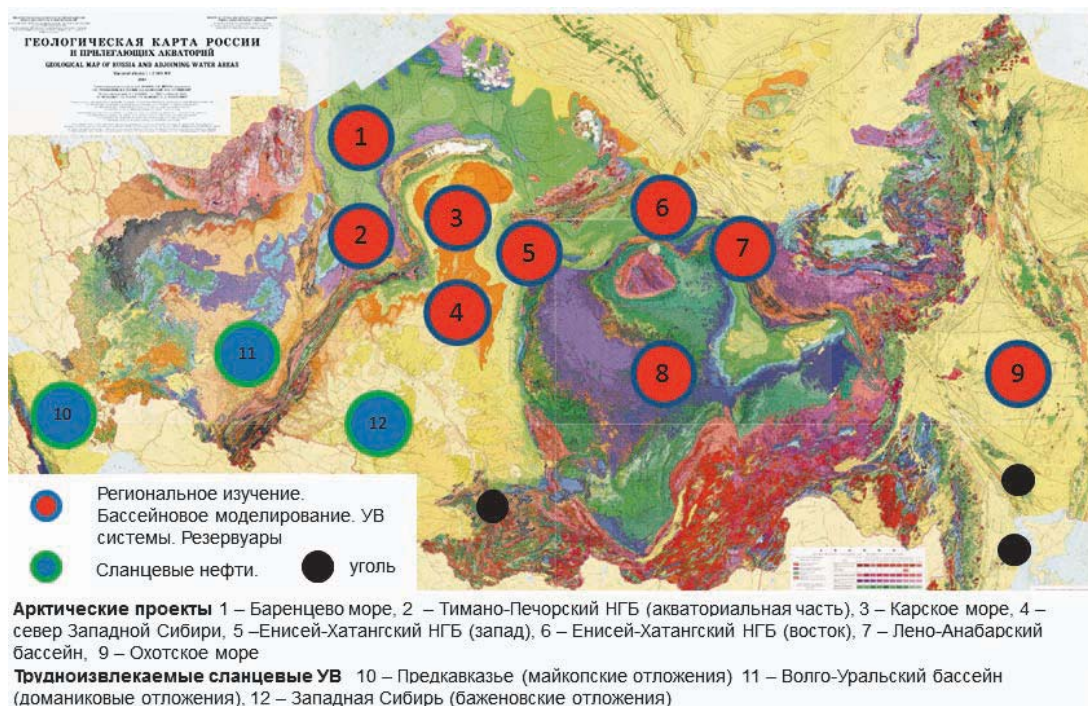 ГЕОЛОГИЧЕСКАЯ КАРТА РОССИИ
И ПРИЛЕГАЮЩИХ АКВАТОРИЙ
GEOLOGICAL MAP OF RUSSIA AND ADJOINING WATER AREAS
1
2
3
4
5
6
7
8
9
10
11
12
Региональное изучение.
Бассейновое моделирование. УВ
системы. Резервуары
Сланцевые нефти.
уголь
Арктические проекты 1 – Баренцево море, 2 – Тимано-Печорский НГБ (акваториальная часть), 3 – Карское море, 4 –
север Западной Сибири, 5 –Енисей-Хатангский НГБ (запад), 6 – Енисей-Хатангский НГБ (восток), 7 – Лено-Анабарский
бассейн, 9 – Охотское море
Трудноизвлекаемые сланцевые УВ 10 – Предкавказье (майкопские отложения) 11 – Волго-Уральский бассейн
(доманиковые отложения), 12 – Западная Сибирь (баженовские отложения)